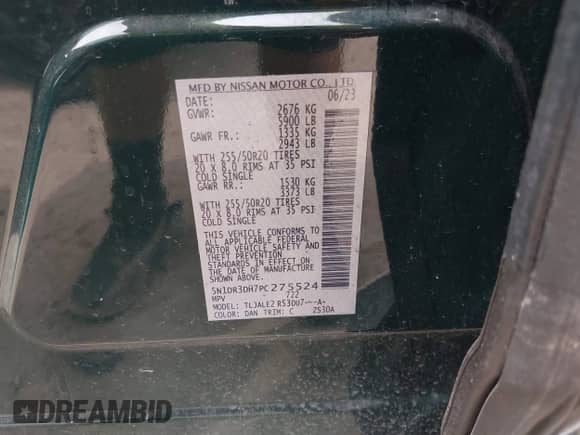 MFD BY NISSAN MOTOR CO., LTD
DATE: 06/23
GVWR: 2676 KG
5900 LB
GAWR FR.: 1335 KG
2943 LB
WITH 255/50R20 TIRES
20 X 8.0 RIMS AT 35 PSI
COLD SINGLE
GAWR RR.: 1530 KG
3373 LB
WITH 255/50R20 TIRES
20 X 8.0 RIMS AT 35 PSI
COLD SINGLE
THIS VEHICLE CONFORMS TO
ALL APPLICABLE FEDERAL
MOTOR VEHICLE SAFETY AND
THEFT PREVENTION
STANDARDS IN EFFECT ON
THE DATE OF MANUFACTURE
SHOWN ABOVE.
5N1DR3DH7PC275524
MPV 722
MODEL: TLJALE2 R53DU7---A-
COLOR: DAN TRIM: C ZS30A
DREAMBID